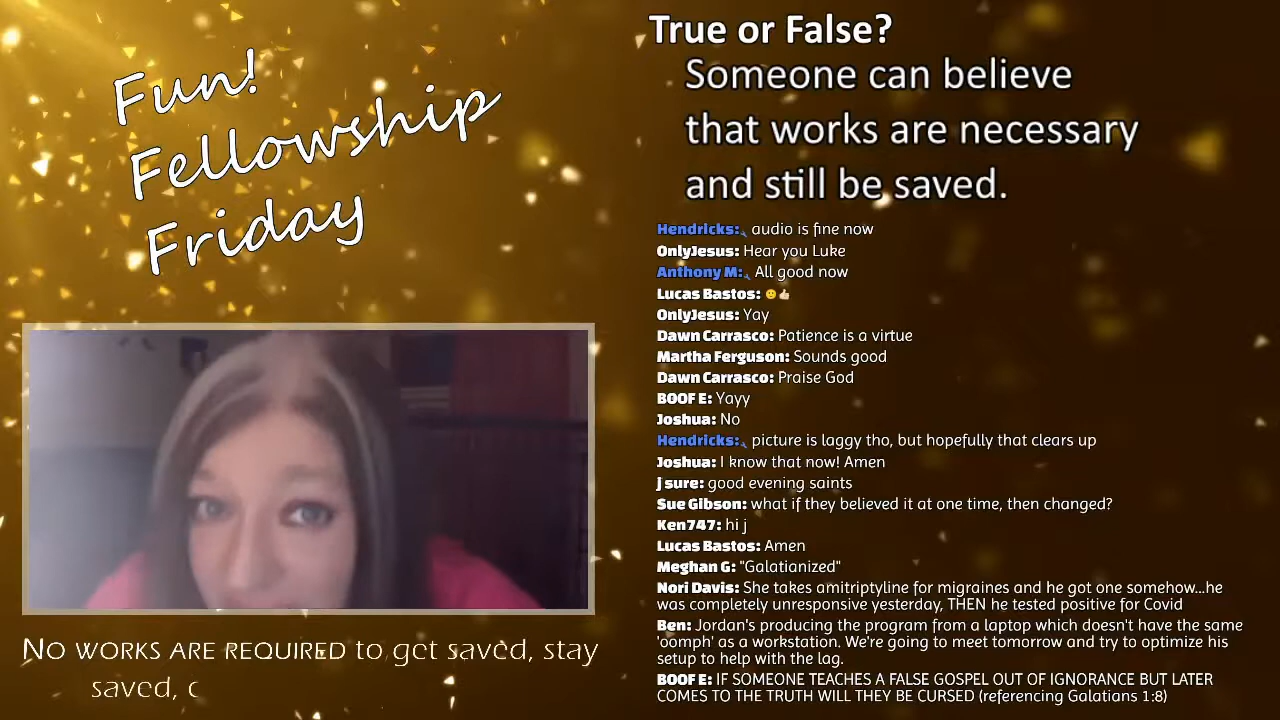 Fun!
Fellowship
Friday
True or False?
Someone can believe
that works are necessary
and still be saved.
Hendricks: audio is fine now
OnlyJesus: Hear you Luke
Anthony M: All good now
Lucas Bastos: 🙂👍
OnlyJesus: Yay
Dawn Carrasco: Patience is a virtue
Martha Ferguson: Sounds good
Dawn Carrasco: Praise God
BOOF E: Yayy
Joshua: No
Hendricks: picture is laggy tho, but hopefully that clears up
Joshua: I know that now! Amen
J sure: good evening saints
Sue Gibson: what if they believed it at one time, then changed?
Ken747: hi j
Lucas Bastos: Amen
Meghan G: "Galatianized"
Nori Davis: She takes amitriptyline for migraines and he got one somehow...he
was completely unresponsive yesterday, THEN he tested positive for Covid
Ben: Jordan's producing the program from a laptop which doesn't have the same
'oomph' as a workstation. We're going to meet tomorrow and try to optimize his
setup to help with the lag.
BOOF E: IF SOMEONE TEACHES A FALSE GOSPEL OUT OF IGNORANCE BUT LATER
COMES TO THE TRUTH WILL THEY BE CURSED (referencing Galatians 1:8)
NO WORKS ARE REQUIRED to get saved, stay
saved, c